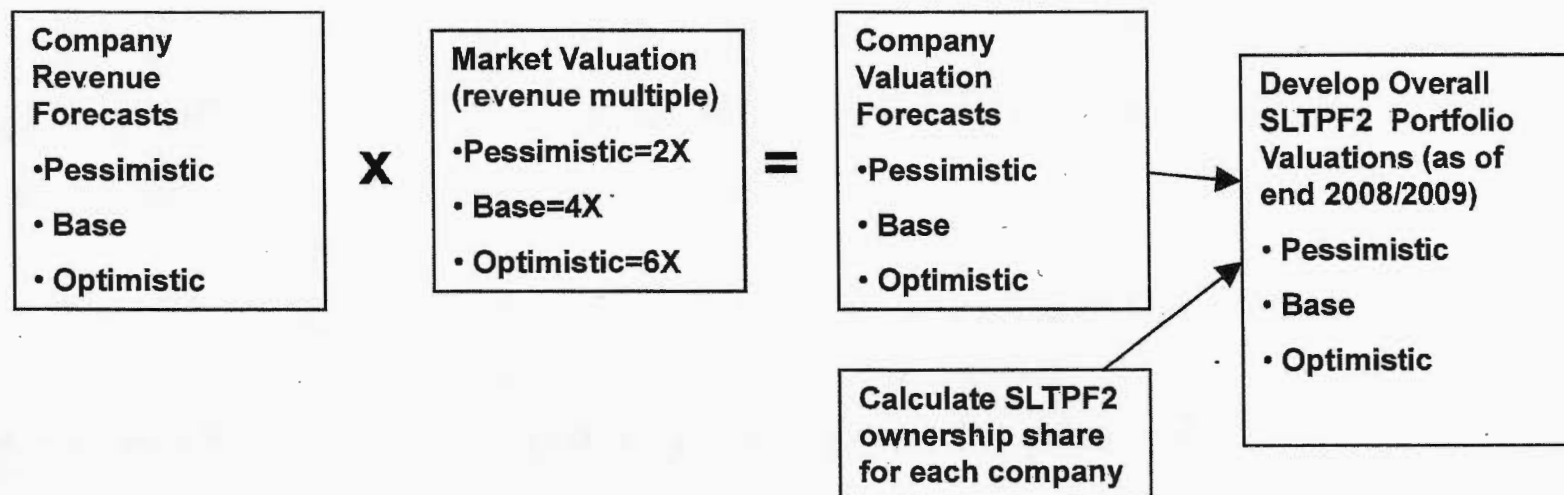 Company
Revenue
Forecasts
•Pessimistic
• Base
• Optimistic
x
Market Valuation
(revenue multiple)
•Pessimistic=2X
• Base=4X
• Optimistic=6X
=
Company
Valuation
Forecasts
•Pessimistic
• Base
• Optimistic
Calculate SLTPF2
ownership share
for each company
Develop Overall
SLTPF2 Portfolio
Valuations (as of
end 2008/2009)
• Pessimistic
• Base
• Optimistic